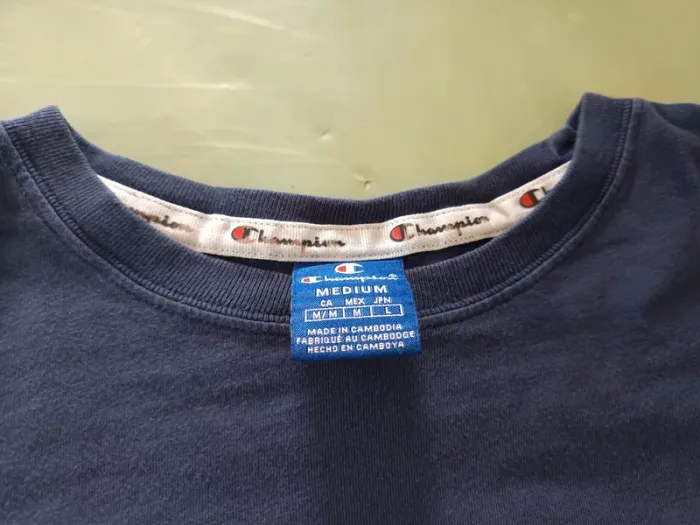 Champion
Champion
Champion
Champion
MEDIUM
CA MEX JPN
M/M M L
MADE IN CAMBODIA
FABRIQUÉ AU CAMBODGE
HECHO EN CAMBOYA